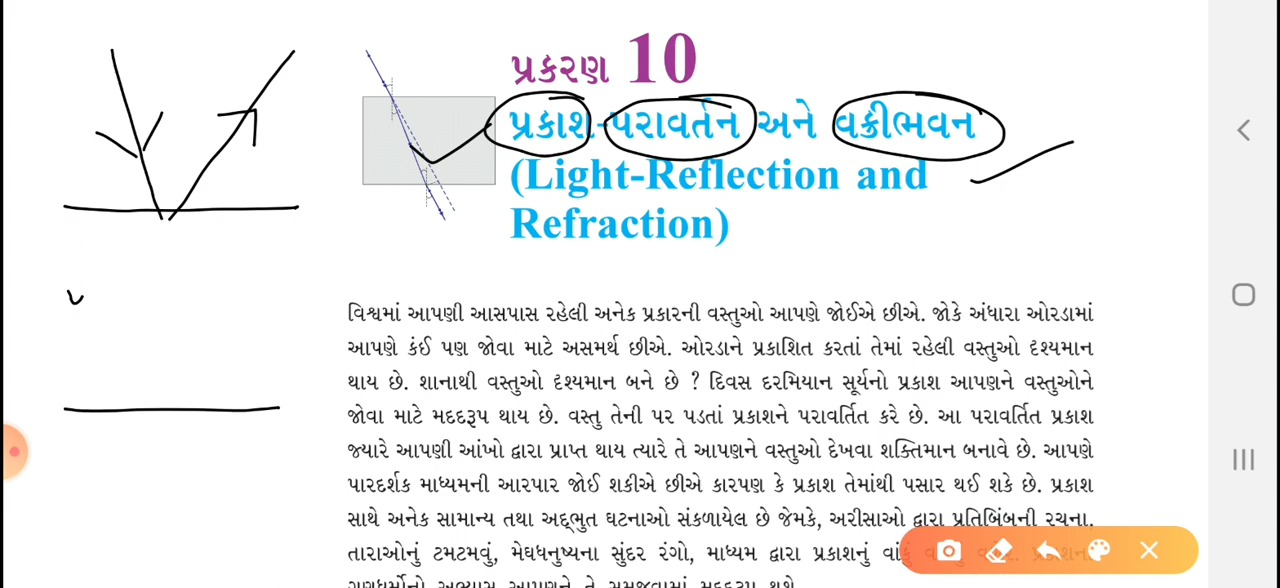 પ્રકરણ 10
પ્રકાશ-પરાવર્તન અને વક્રીભવન
(Light-Reflection and
Refraction)
વિશ્વમાં આપણી આસપાસ રહેલી અનેક પ્રકારની વસ્તુઓ આપણે જોઈએ છીએ. જોકે અંધારા ઓરડામાં
આપણે કંઈ પણ જોવા માટે અસમર્થ છીએ. ઓરડાને પ્રકાશિત કરતાં તેમાં રહેલી વસ્તુઓ દૃશ્યમાન
થાય છે. શાનાથી વસ્તુઓ દૃશ્યમાન બને છે ? દિવસ દરમિયાન સૂર્યનો પ્રકાશ આપણને વસ્તુઓને
જોવા માટે મદદરૂપ થાય છે. વસ્તુ તેની પર પડતાં પ્રકાશને પરાવર્તિત કરે છે. આ પરાવર્તિત પ્રકાશ
જ્યારે આપણી આંખો દ્વારા પ્રાપ્ત થાય ત્યારે તે આપણને વસ્તુઓ દેખવા શક્તિમાન બનાવે છે. આપણે
પારદર્શક માધ્યમની આરપાર જોઈ શકીએ છીએ કારપણ કે પ્રકાશ તેમાંથી પસાર થઈ શકે છે. પ્રકાશ
સાથે અનેક સામાન્ય તથા અદ્ભુત ઘટનાઓ સંકળાયેલ છે જેમકે, અરીસાઓ દ્વારા પ્રતિબિંબની રચના.
તારાઓનું ટમટમવું, મેઘધનુષ્યના સુંદર રંગો, માધ્યમ દ્વારા પ્રકાશનું